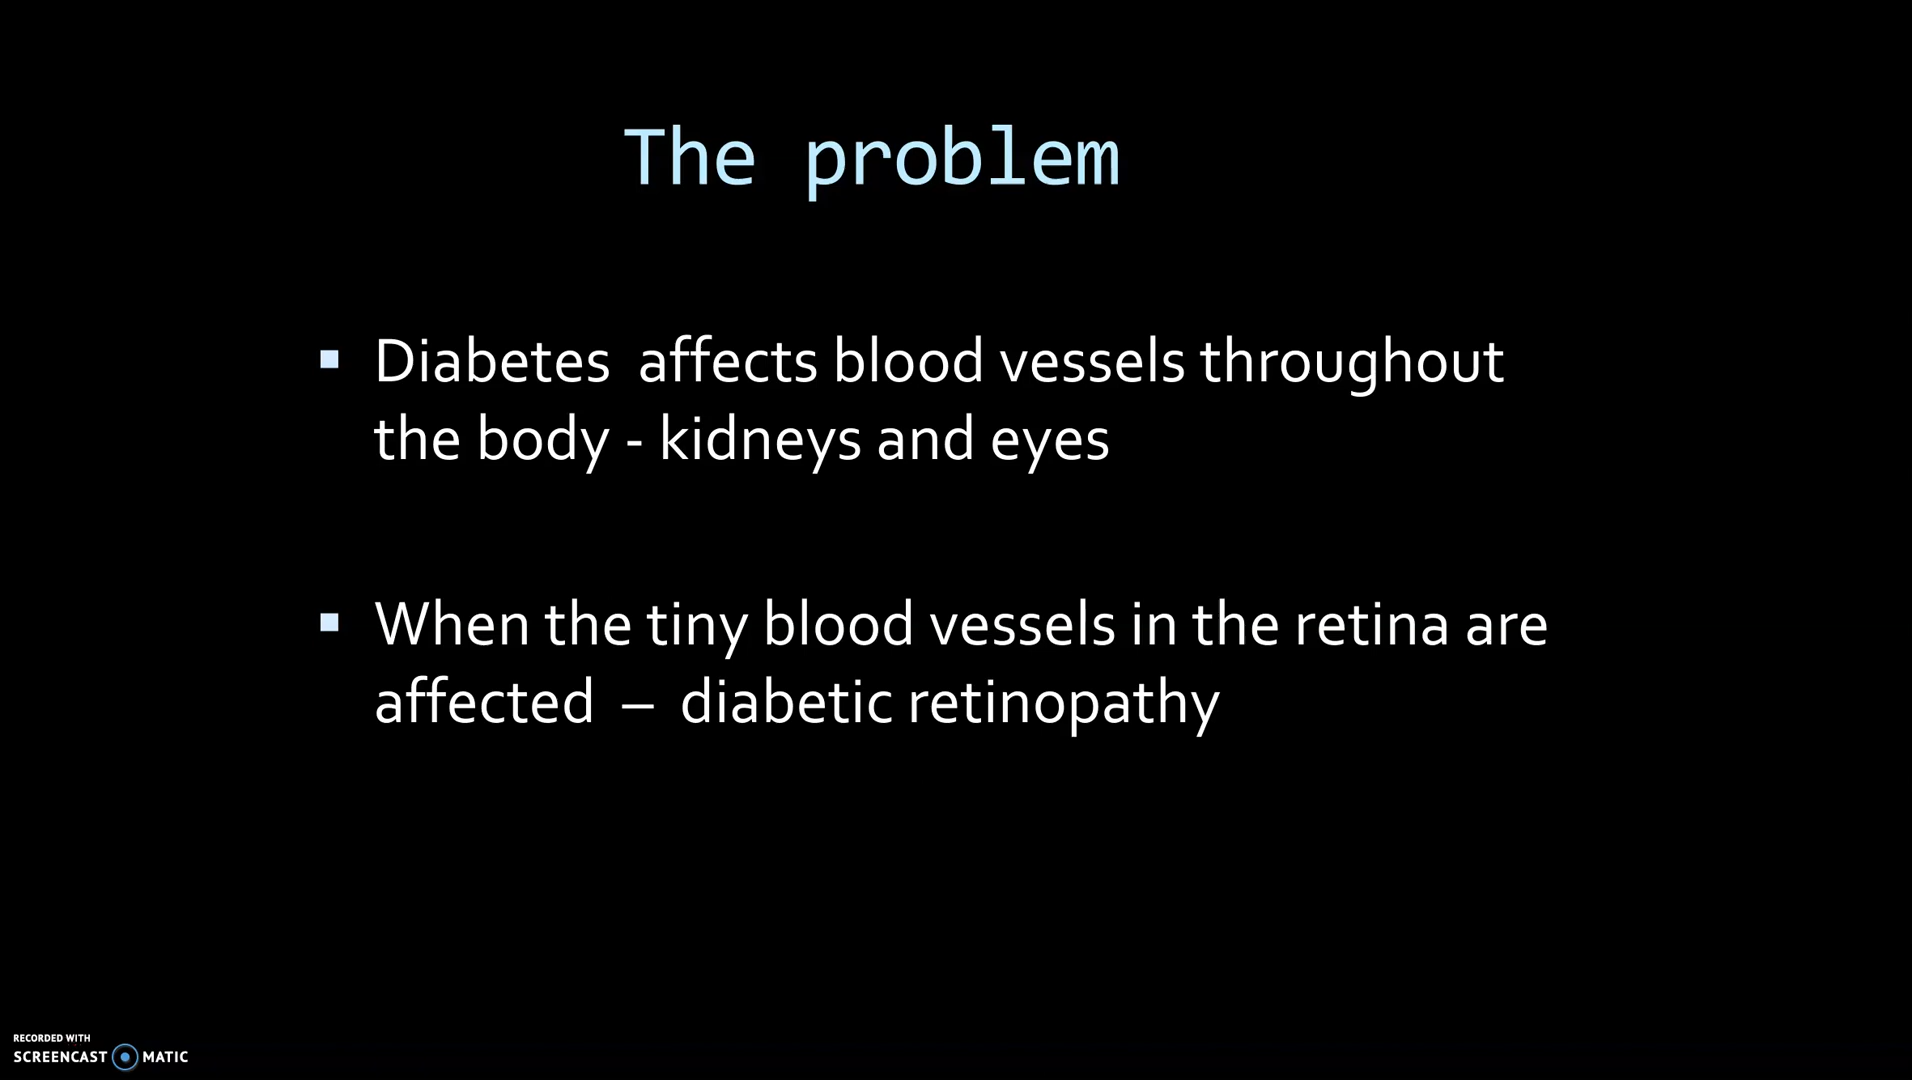 The problem
▪ Diabetes  affects blood vessels throughout
the body - kidneys and eyes
▪ When the tiny blood vessels in the retina are
affected  –  diabetic retinopathy
RECORDED WITH
SCREENCAST MATIC